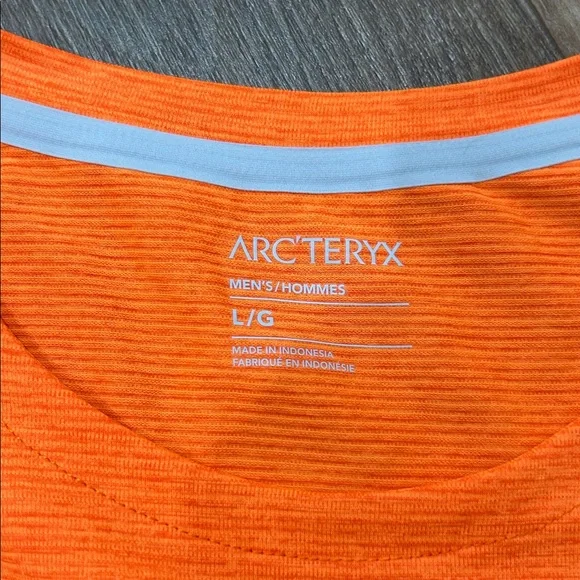 ARC'TERYX
MEN'S/HOMMES
L/G
MADE IN INDONESIA
FABRIQUÉ EN INDONESIE